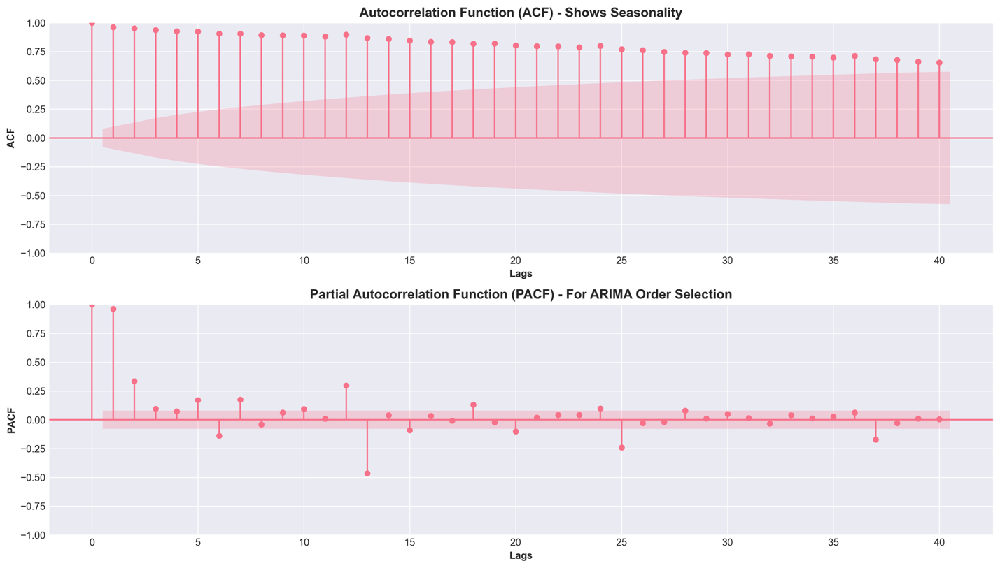 Autocorrelation Function (ACF) - Shows Seasonality
1.00
0.75
0.50
0.25
0.00
−0.25
−0.50
−0.75
−1.00
ACF
0 5 10 15 20 25 30 35 40
Lags
Partial Autocorrelation Function (PACF) - For ARIMA Order Selection
1.00
0.75
0.50
0.25
0.00
−0.25
−0.50
−0.75
−1.00
PACF
0 5 10 15 20 25 30 35 40
Lags